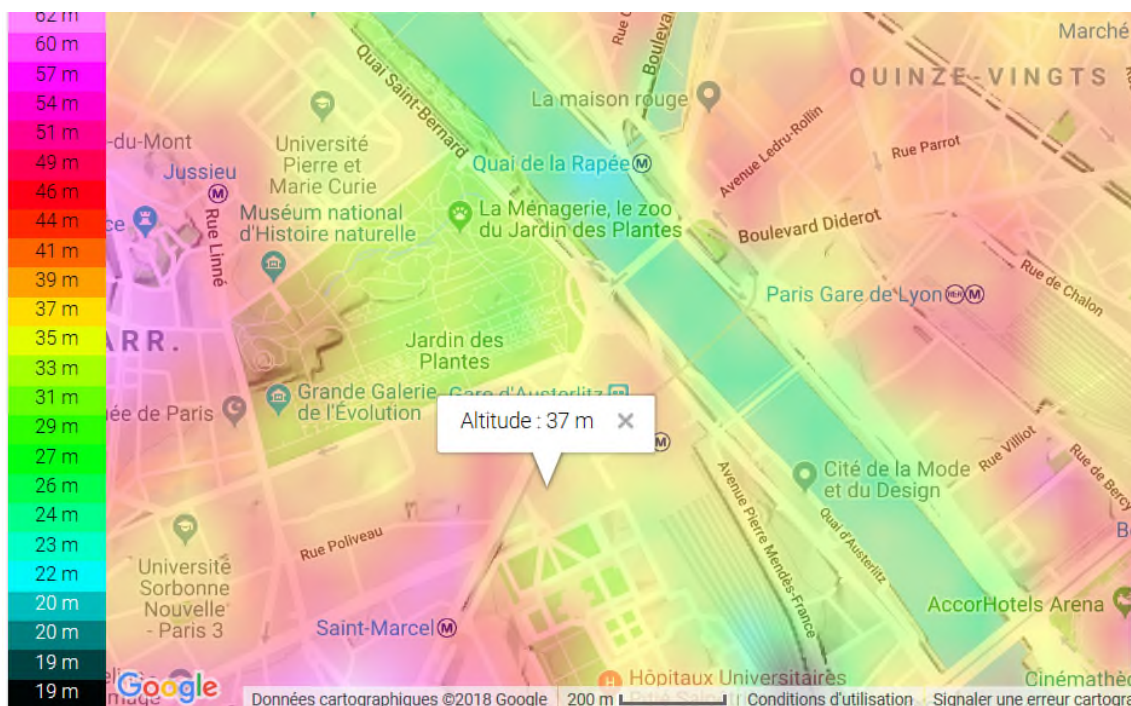 62 m
60 m
57 m
54 m
51 m
49 m
46 m
44 m
41 m
39 m
37 m
35 m
33 m
31 m
29 m
27 m
26 m
24 m
23 m
22 m
20 m
20 m
19 m
19 m
Marché
QUINZE-VINGTS
Boulevard
La maison rouge
Quai Saint-Bernard
Avenue Ledru-Rollin
Rue Parrot
-du-Mont
Université
Pierre et
Marie Curie
Jussieu
M
Quai de la Rapée M
Rue Linné
Muséum national
d'Histoire naturelle
La Ménagerie, le zoo
du Jardin des Plantes
Boulevard Diderot
Rue de Chalon
Paris Gare de Lyon RER M
ARR.
Jardin des
Plantes
Grande Galerie
de l'Évolution
Gare d'Austerlitz
ée de Paris
Altitude : 37 m ×
M
Rue Villiot
Rue de Bercy
Cité de la Mode
et du Design
Avenue Pierre Mendès-France
Quai d'Austerlitz
Rue Poliveau
Université
Sorbonne
Nouvelle
- Paris 3
Saint-Marcel M
AccorHotels Arena
H Hôpitaux Universitaires
Cinémathè
Google
Données cartographiques ©2018 Google
200 m
Conditions d'utilisation
Signaler une erreur cartogra